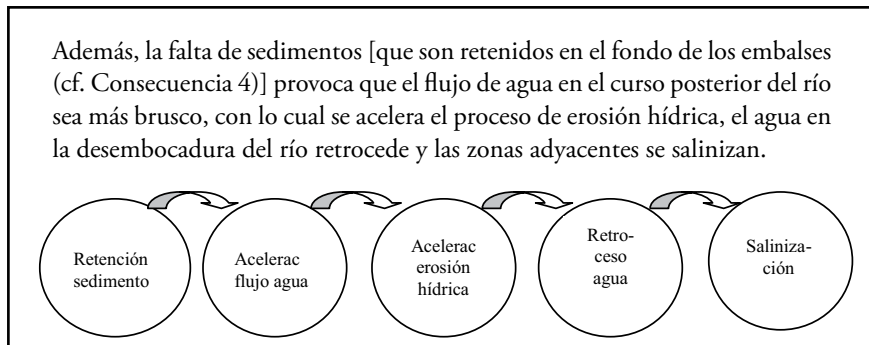 Además, la falta de sedimentos [que son retenidos en el fondo de los embalses
(cf. Consecuencia 4)] provoca que el flujo de agua en el curso posterior del río
sea más brusco, con lo cual se acelera el proceso de erosión hídrica, el agua en
la desembocadura del río retrocede y las zonas adyacentes se salinizan.
Retención
sedimento
Acelerac
flujo agua
Acelerac
erosión
hídrica
Retro-
ceso
agua
Saliniza-
ción